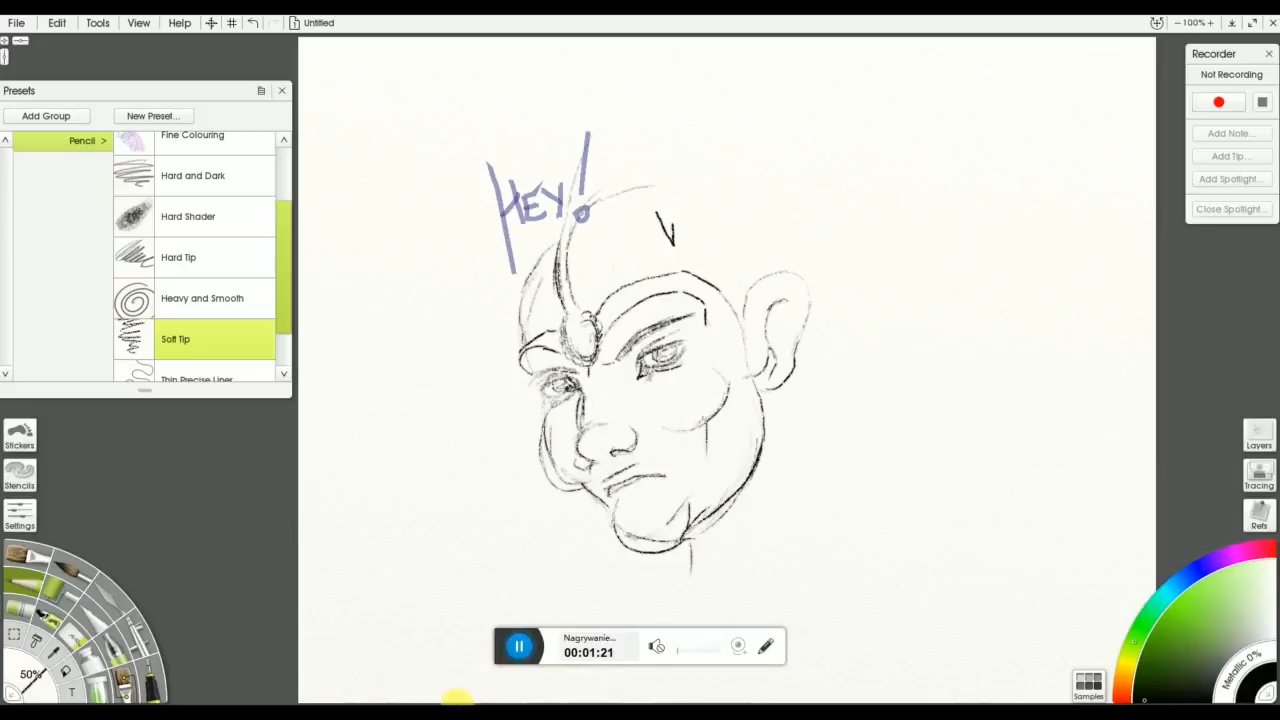 File Edit Tools View Help Untitled 100%
Presets
Add Group New Preset...
Pencil >
Fine Colouring
Hard and Dark
Hard Shader
Hard Tip
Heavy and Smooth
Soft Tip
Thin Precise Liner
Stickers
Stencils
Settings
50%
T
HEY!
Nagrywanie...
00:01:21
Recorder
Not Recording
Add Note...
Add Tip...
Add Spotlight...
Close Spotlight...
Layers
Tracing
Refs
Samples
Metallic 0%